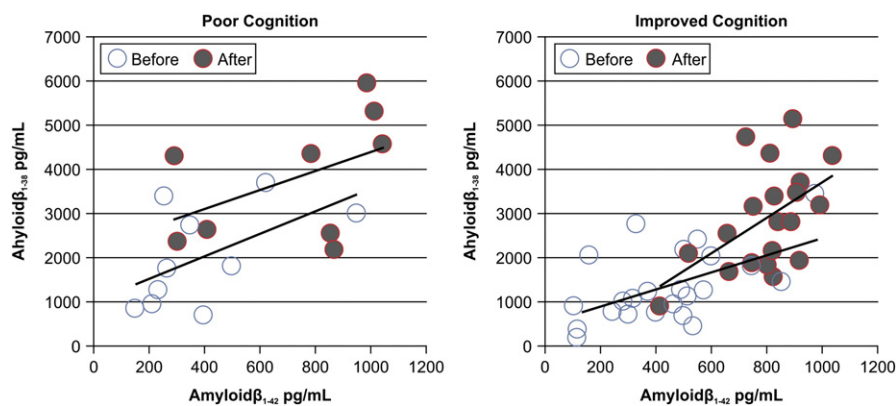 Poor Cognition
7000
6000
5000
4000
3000
2000
1000
0
Before
After
0 200 400 600 800 1000 1200
Ahyloidβ1-38 pg/mL
Amyloidβ1-42 pg/mL
Improved Cognition
7000
6000
5000
4000
3000
2000
1000
0
Before
After
0 200 400 600 800 1000 1200
Ahyloidβ1-38 pg/mL
Amyloidβ1-42 pg/mL